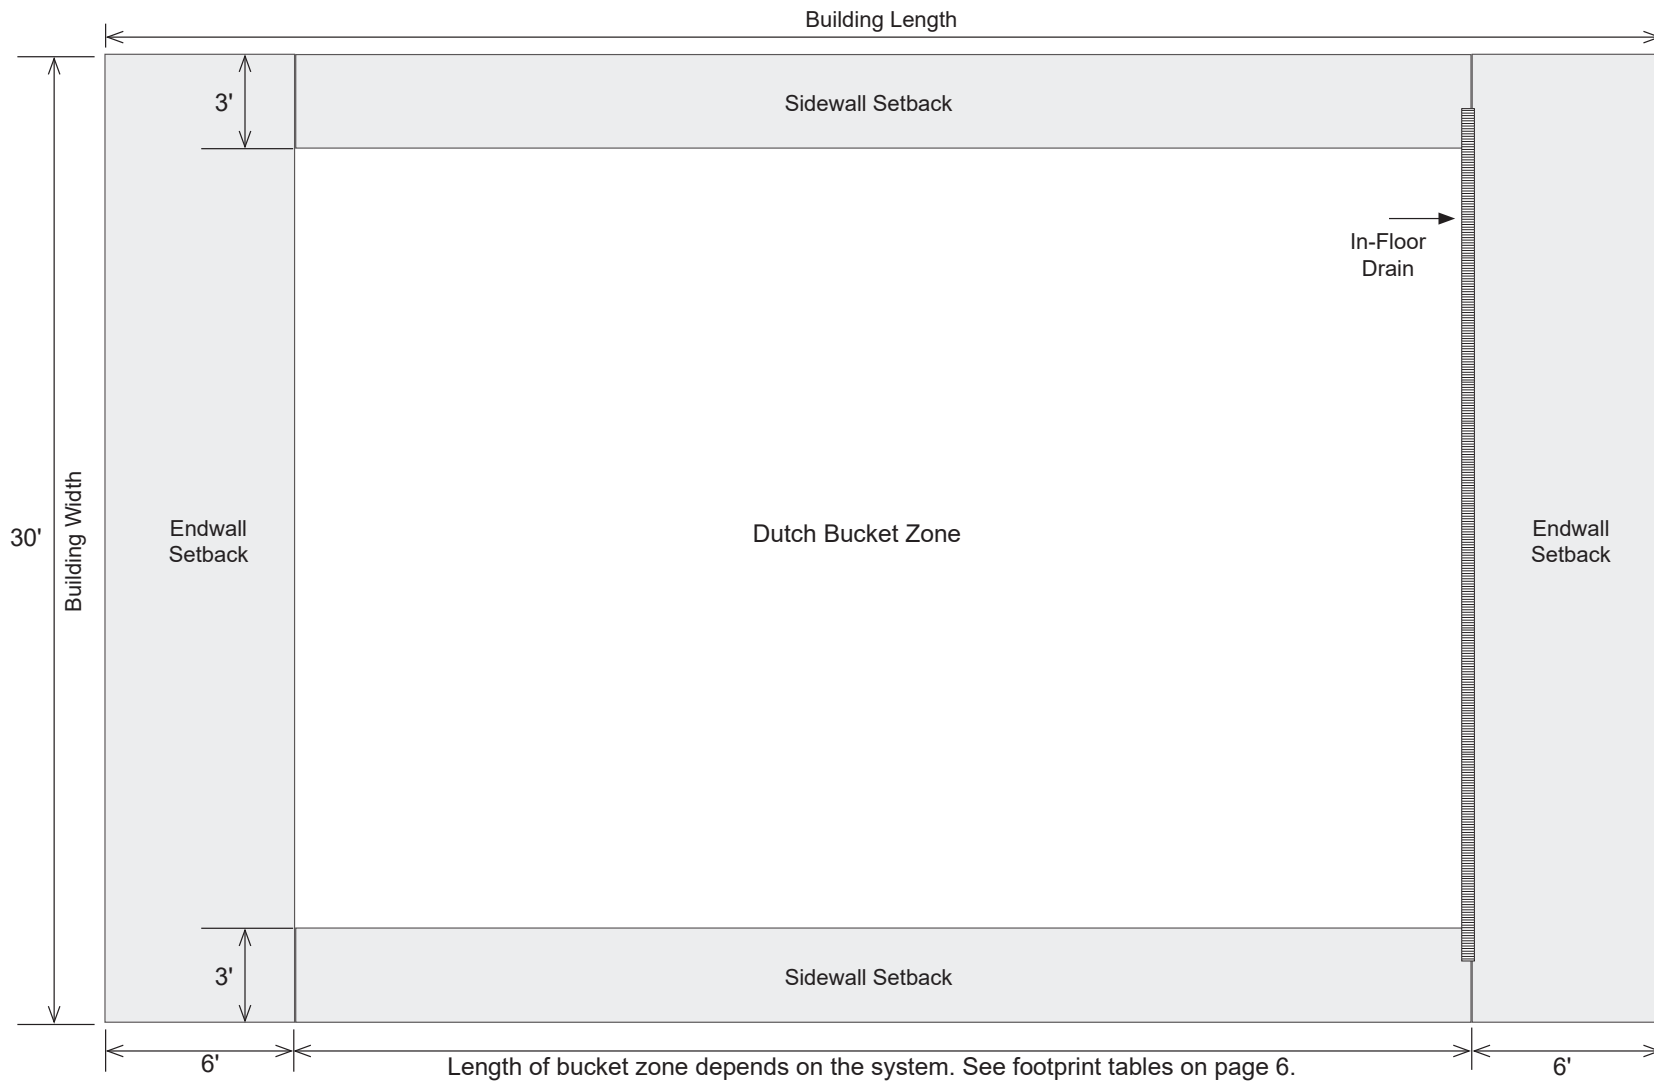 Building Length
3'
Sidewall Setback
In-Floor
Drain
30'
Building Width
Endwall
Setback
Dutch Bucket Zone
Endwall
Setback
3'
Sidewall Setback
6'
Length of bucket zone depends on the system. See footprint tables on page 6.
6'